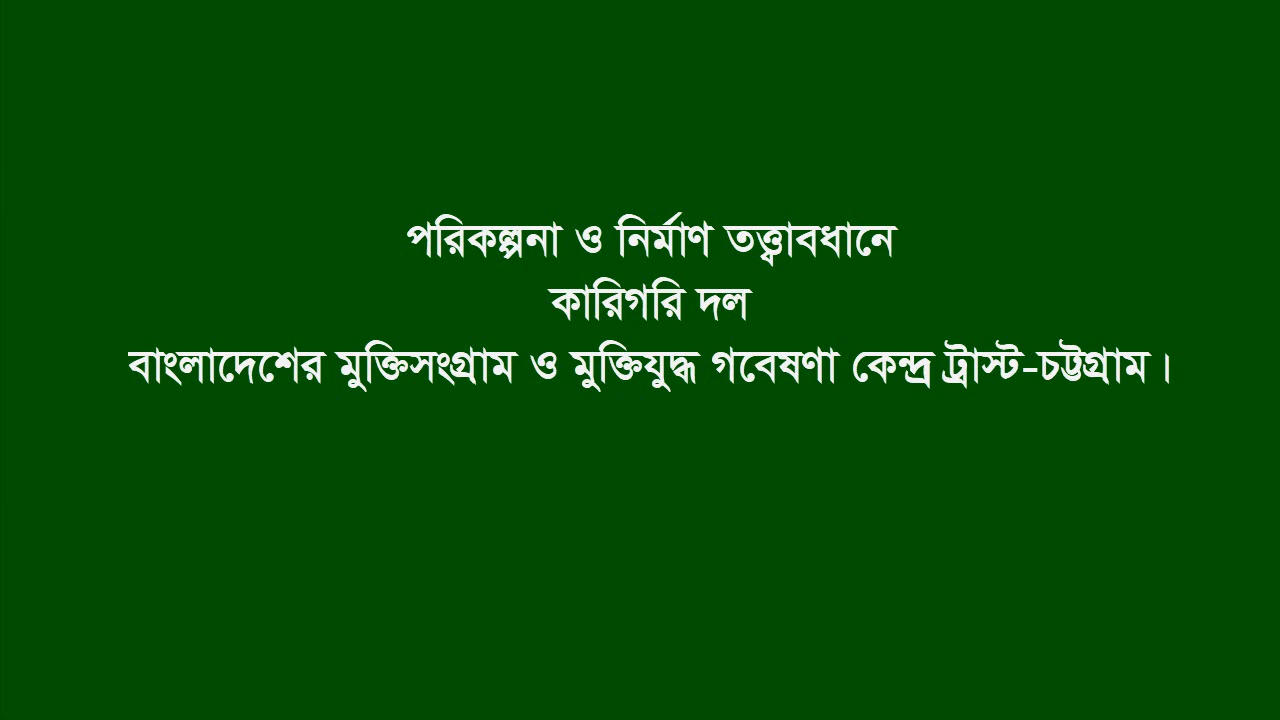 পরিকল্পনা ও নির্মাণ তত্ত্বাবধানে
কারিগরি দল
বাংলাদেশের মুক্তিসংগ্রাম ও মুক্তিযুদ্ধ গবেষণা কেন্দ্র ট্রাস্ট-চট্টগ্রাম।